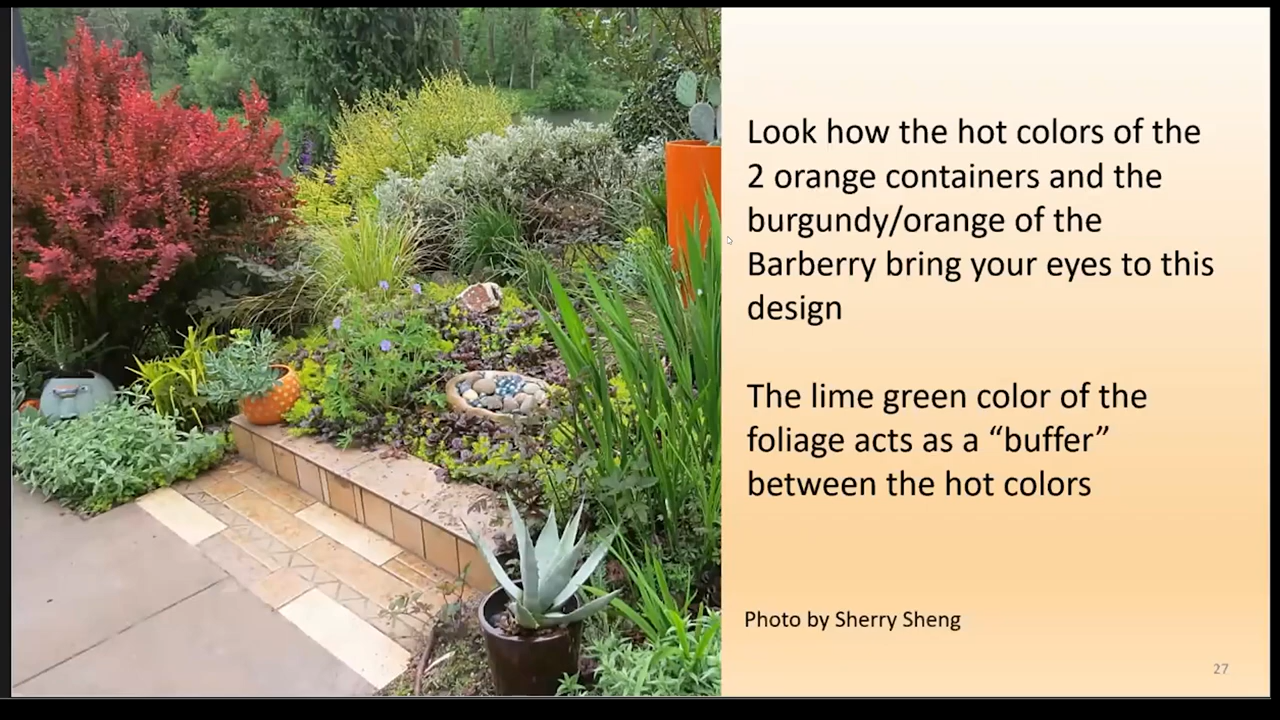 Look how the hot colors of the
2 orange containers and the
burgundy/orange of the
Barberry bring your eyes to this
design
The lime green color of the
foliage acts as a “buffer”
between the hot colors
Photo by Sherry Sheng
27